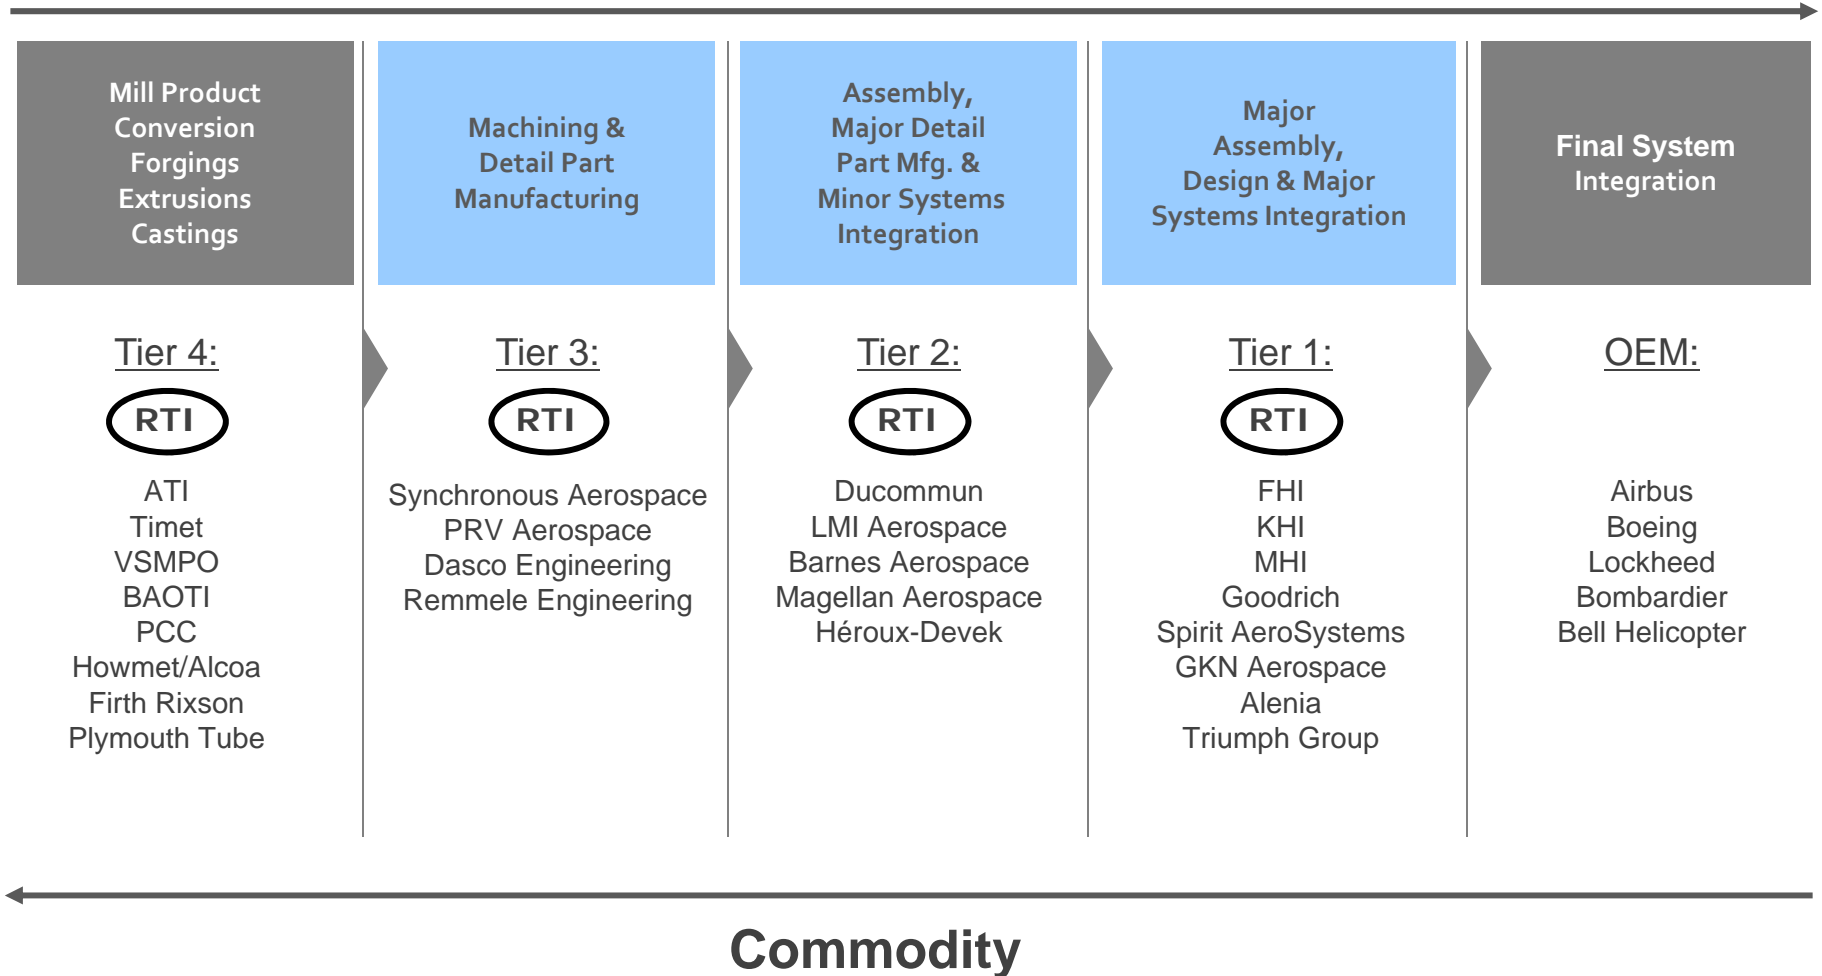 Mill Product
Conversion
Forgings
Extrusions
Castings
Machining &
Detail Part
Manufacturing
Assembly,
Major Detail
Part Mfg. &
Minor Systems
Integration
Major
Assembly,
Design & Major
Systems Integration
Final System
Integration
Tier 4:
RTI
ATI
Timet
VSMPO
BAOTI
PCC
Howmet/Alcoa
Firth Rixson
Plymouth Tube
Tier 3:
RTI
Synchronous Aerospace
PRV Aerospace
Dasco Engineering
Remmele Engineering
Tier 2:
RTI
Ducommun
LMI Aerospace
Barnes Aerospace
Magellan Aerospace
Héroux-Devek
Tier 1:
RTI
FHI
KHI
MHI
Goodrich
Spirit AeroSystems
GKN Aerospace
Alenia
Triumph Group
OEM:
Airbus
Boeing
Lockheed
Bombardier
Bell Helicopter
Commodity